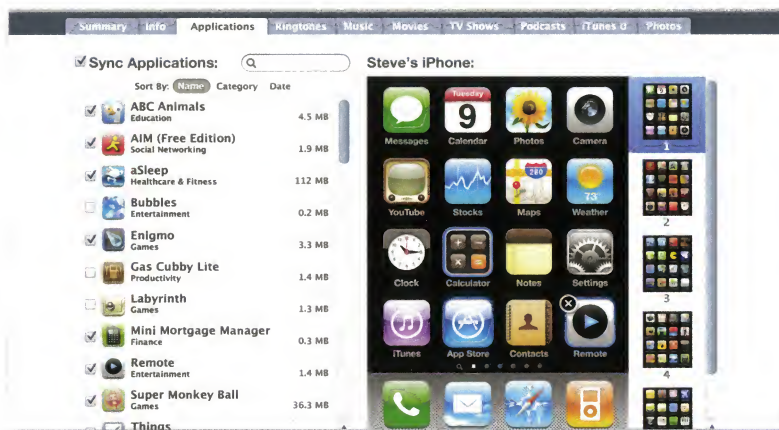 Summary Info Applications Ringtones Music Movies TV Shows Podcasts iTunes U Photos
Sync Applications:
Sort By: Name Category Date
ABC Animals
Education
4.5 MB
AIM (Free Edition)
Social Networking
1.9 MB
aSleep
Healthcare & Fitness
112 MB
Bubbles
Entertainment
0.2 MB
Enigmo
Games
3.3 MB
Gas Cubby Lite
Productivity
1.4 MB
Labyrinth
Games
1.3 MB
Mini Mortgage Manager
Finance
0.3 MB
Remote
Entertainment
1.4 MB
Super Monkey Ball
Games
36.3 MB
Things
Steve's iPhone:
Tuesday
9
Messages Calendar Photos Camera
280
73
YouTube Stocks Maps Weather
Clock Calculator Notes Settings
iTunes App Store Contacts Remote
1
2
3
4